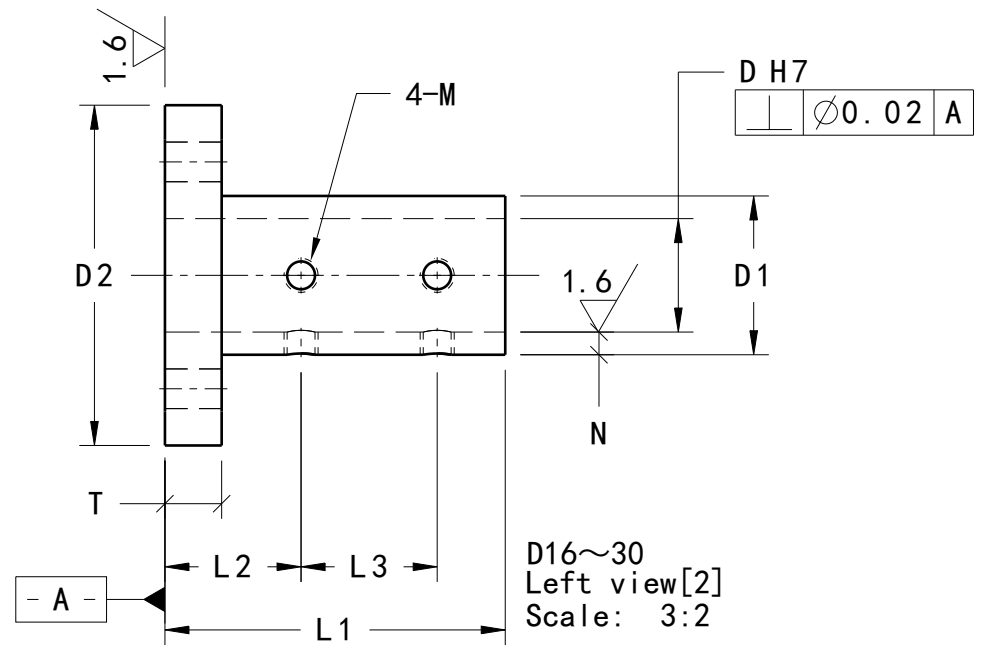 1.6
4-M
D H7
⊥ ∅0.02 A
D2
1.6
D1
N
T
L2
L3
- A -
L1
D16～30
Left view[2]
Scale: 3:2